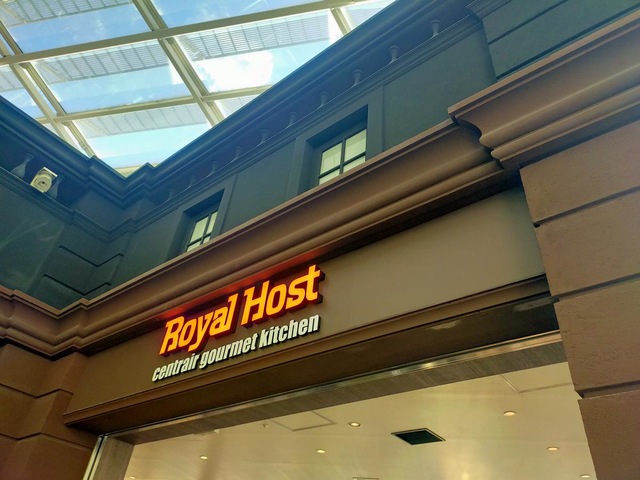 Royal Host
centrair gourmet kitchen